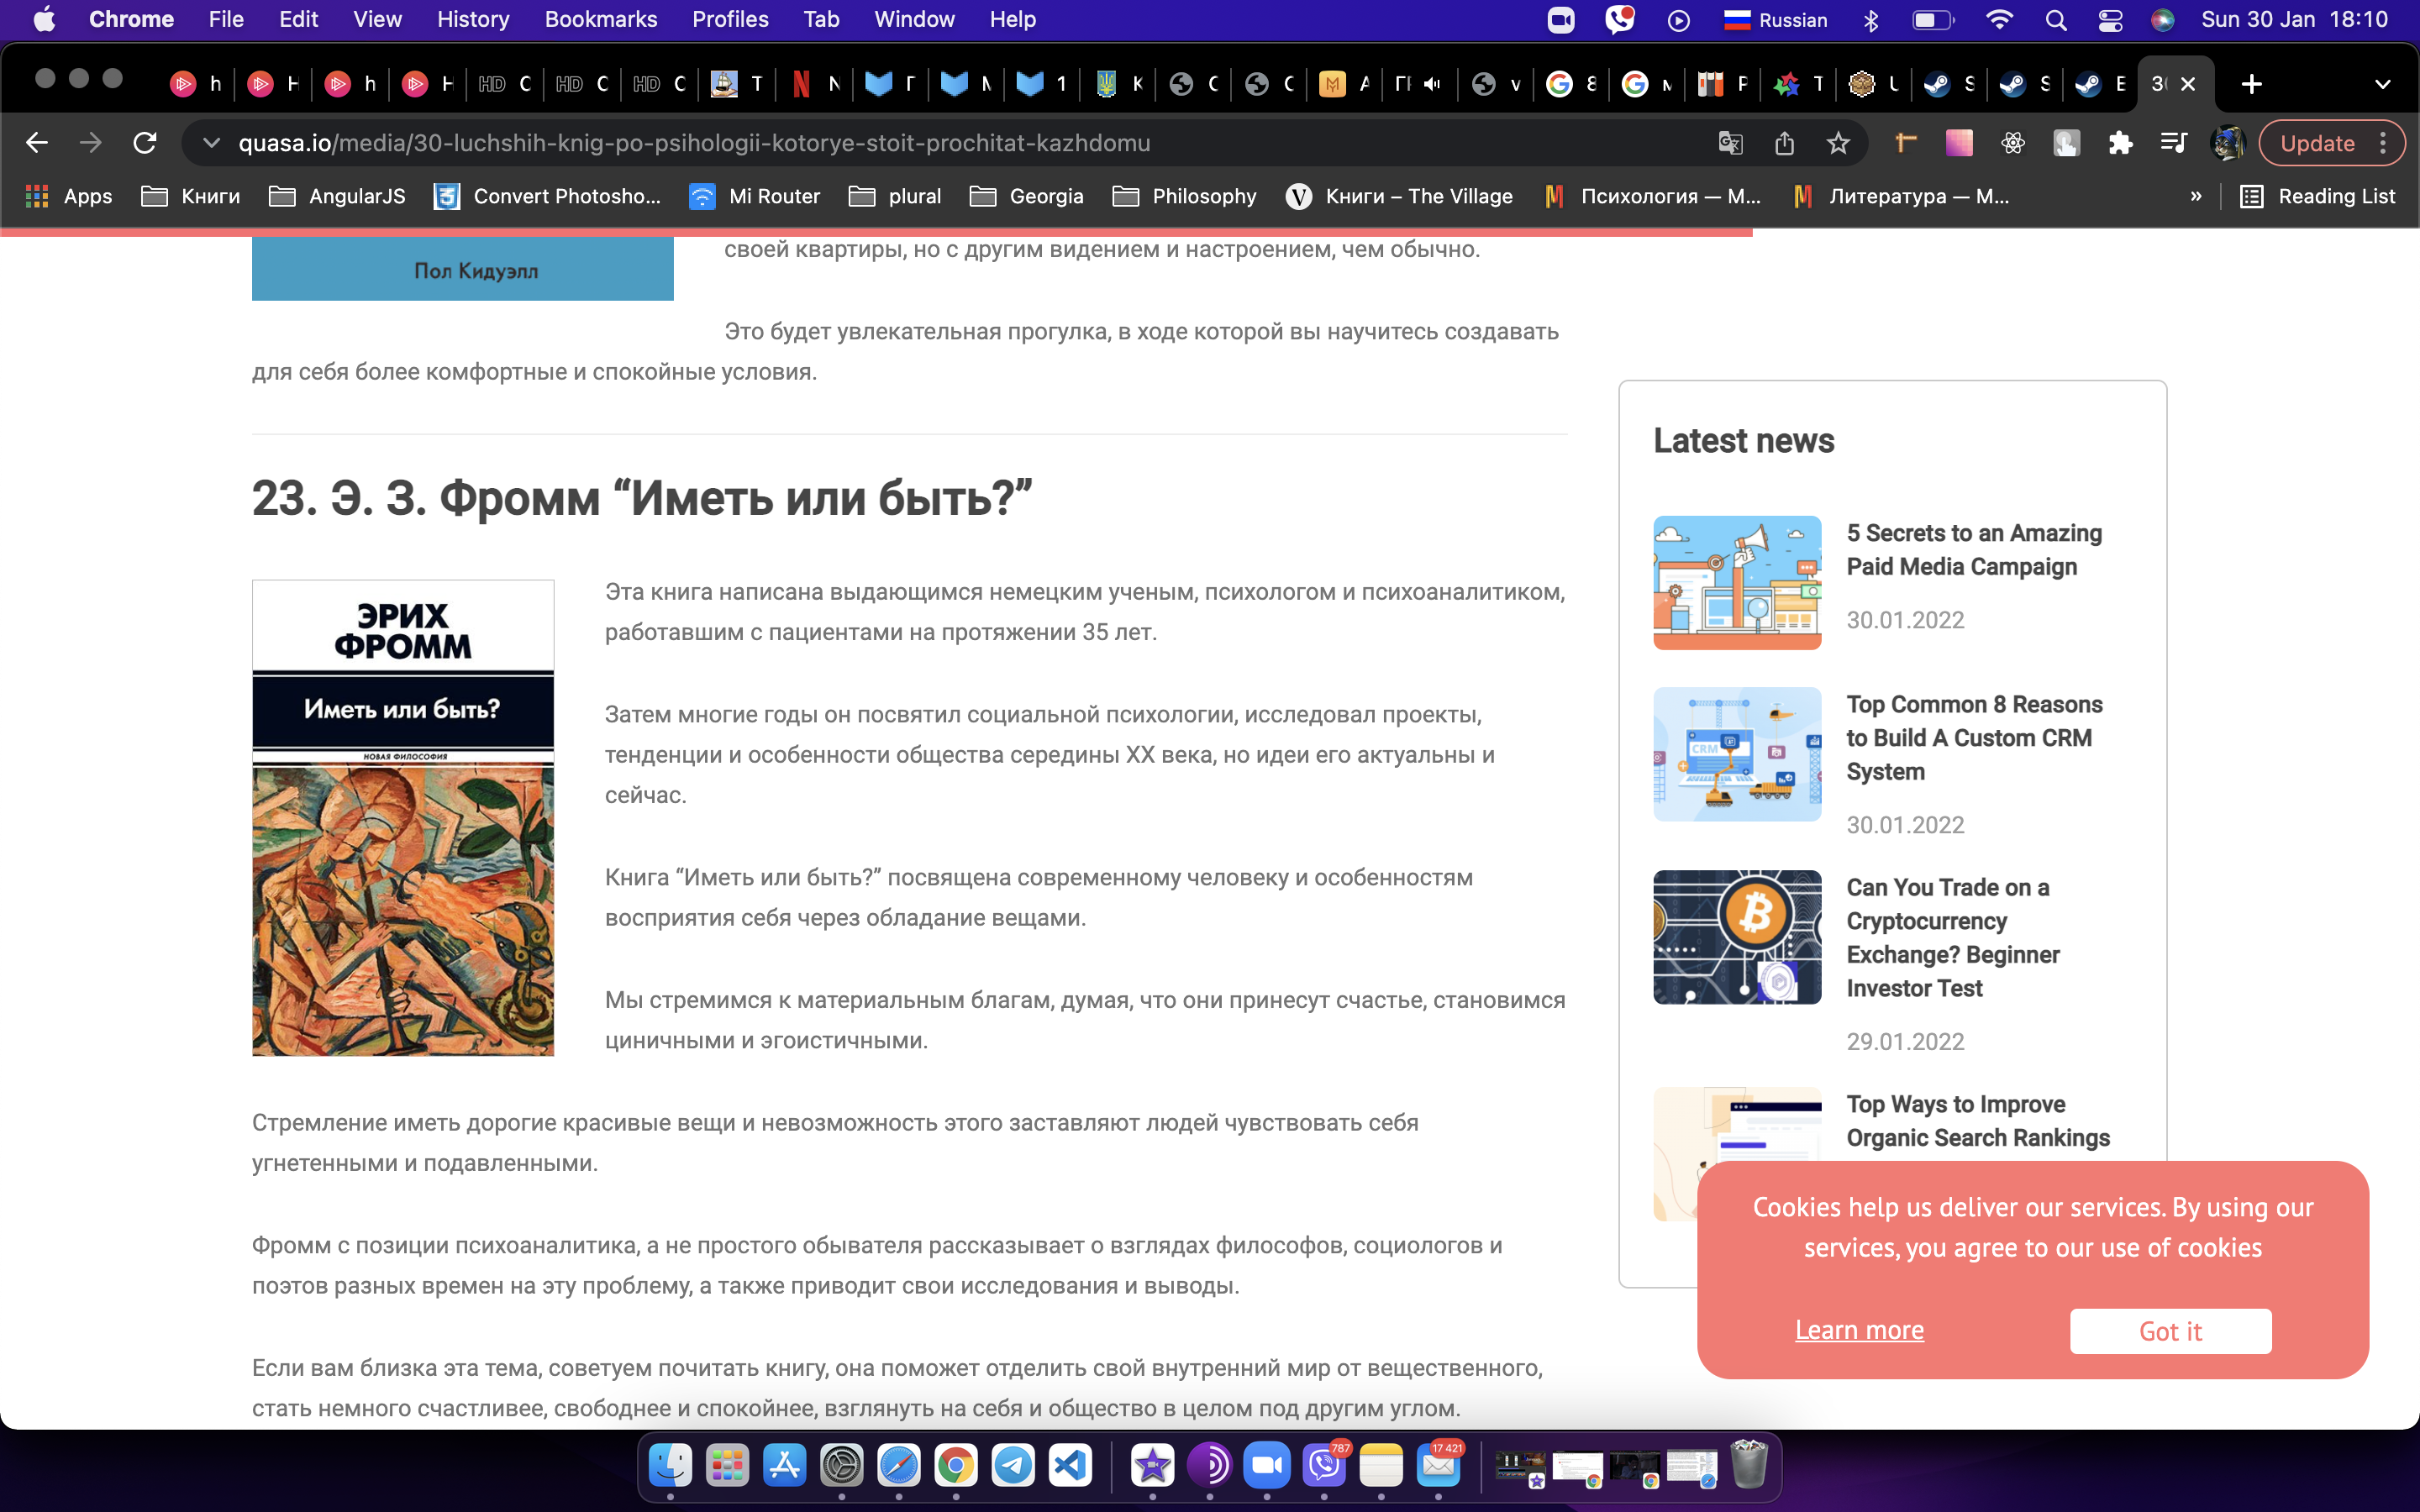 Chrome File Edit View History Bookmarks Profiles Tab Window Help Russian Sun 30 Jan 18:10
h H h H HD C HD C HD C T N Г M 1 K C C A ГР v 8 м P T U S S E 30
quasa.io/media/30-luchshih-knig-po-psihologii-kotorye-stoit-prochitat-kazhdomu Update
Apps Книги AngularJS Convert Photosho... Mi Router plural Georgia Philosophy Книги – The Village Психология — М... Литература — М... » Reading List
Пол Кидуэлл
своей квартиры, но с другим видением и настроением, чем обычно.
Это будет увлекательная прогулка, в ходе которой вы научитесь создавать
для себя более комфортные и спокойные условия.
23. Э. З. Фромм “Иметь или быть?”
ЭРИХ
ФРОММ
Иметь или быть?
НОВАЯ ФИЛОСОФИЯ
Эта книга написана выдающимся немецким ученым, психологом и психоаналитиком,
работавшим с пациентами на протяжении 35 лет.
Затем многие годы он посвятил социальной психологии, исследовал проекты,
тенденции и особенности общества середины XX века, но идеи его актуальны и
сейчас.
Книга “Иметь или быть?” посвящена современному человеку и особенностям
восприятия себя через обладание вещами.
Мы стремимся к материальным благам, думая, что они принесут счастье, становимся
циничными и эгоистичными.
Стремление иметь дорогие красивые вещи и невозможность этого заставляют людей чувствовать себя
угнетенными и подавленными.
Фромм с позиции психоаналитика, а не простого обывателя рассказывает о взглядах философов, социологов и
поэтов разных времен на эту проблему, а также приводит свои исследования и выводы.
Если вам близка эта тема, советуем почитать книгу, она поможет отделить свой внутренний мир от вещественного,
стать немного счастливее, свободнее и спокойнее, взглянуть на себя и общество в целом под другим углом.
Latest news
5 Secrets to an Amazing
Paid Media Campaign
30.01.2022
CRM
Top Common 8 Reasons
to Build A Custom CRM
System
30.01.2022
Can You Trade on a
Cryptocurrency
Exchange? Beginner
Investor Test
29.01.2022
Top Ways to Improve
Organic Search Rankings
Cookies help us deliver our services. By using our
services, you agree to our use of cookies
Learn more Got it
787 17 421